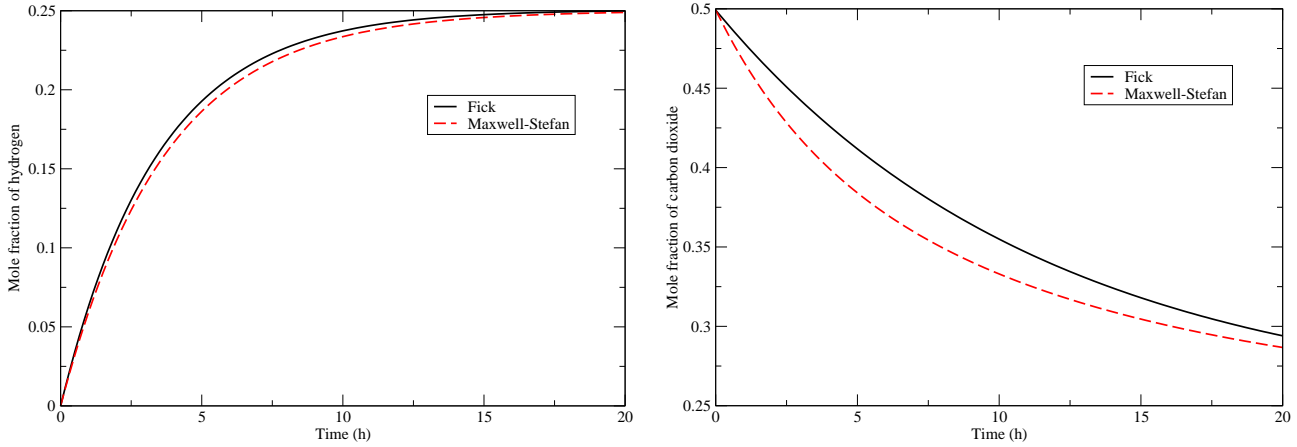 0.25
0.2
0.15
0.1
0.05
0
0
5
10
15
20
Time (h)
Mole fraction of hydrogen
Fick
Maxwell-Stefan
0.5
0.45
0.4
0.35
0.3
0.25
0
5
10
15
20
Time (h)
Mole fraction of carbon dioxide
Fick
Maxwell-Stefan